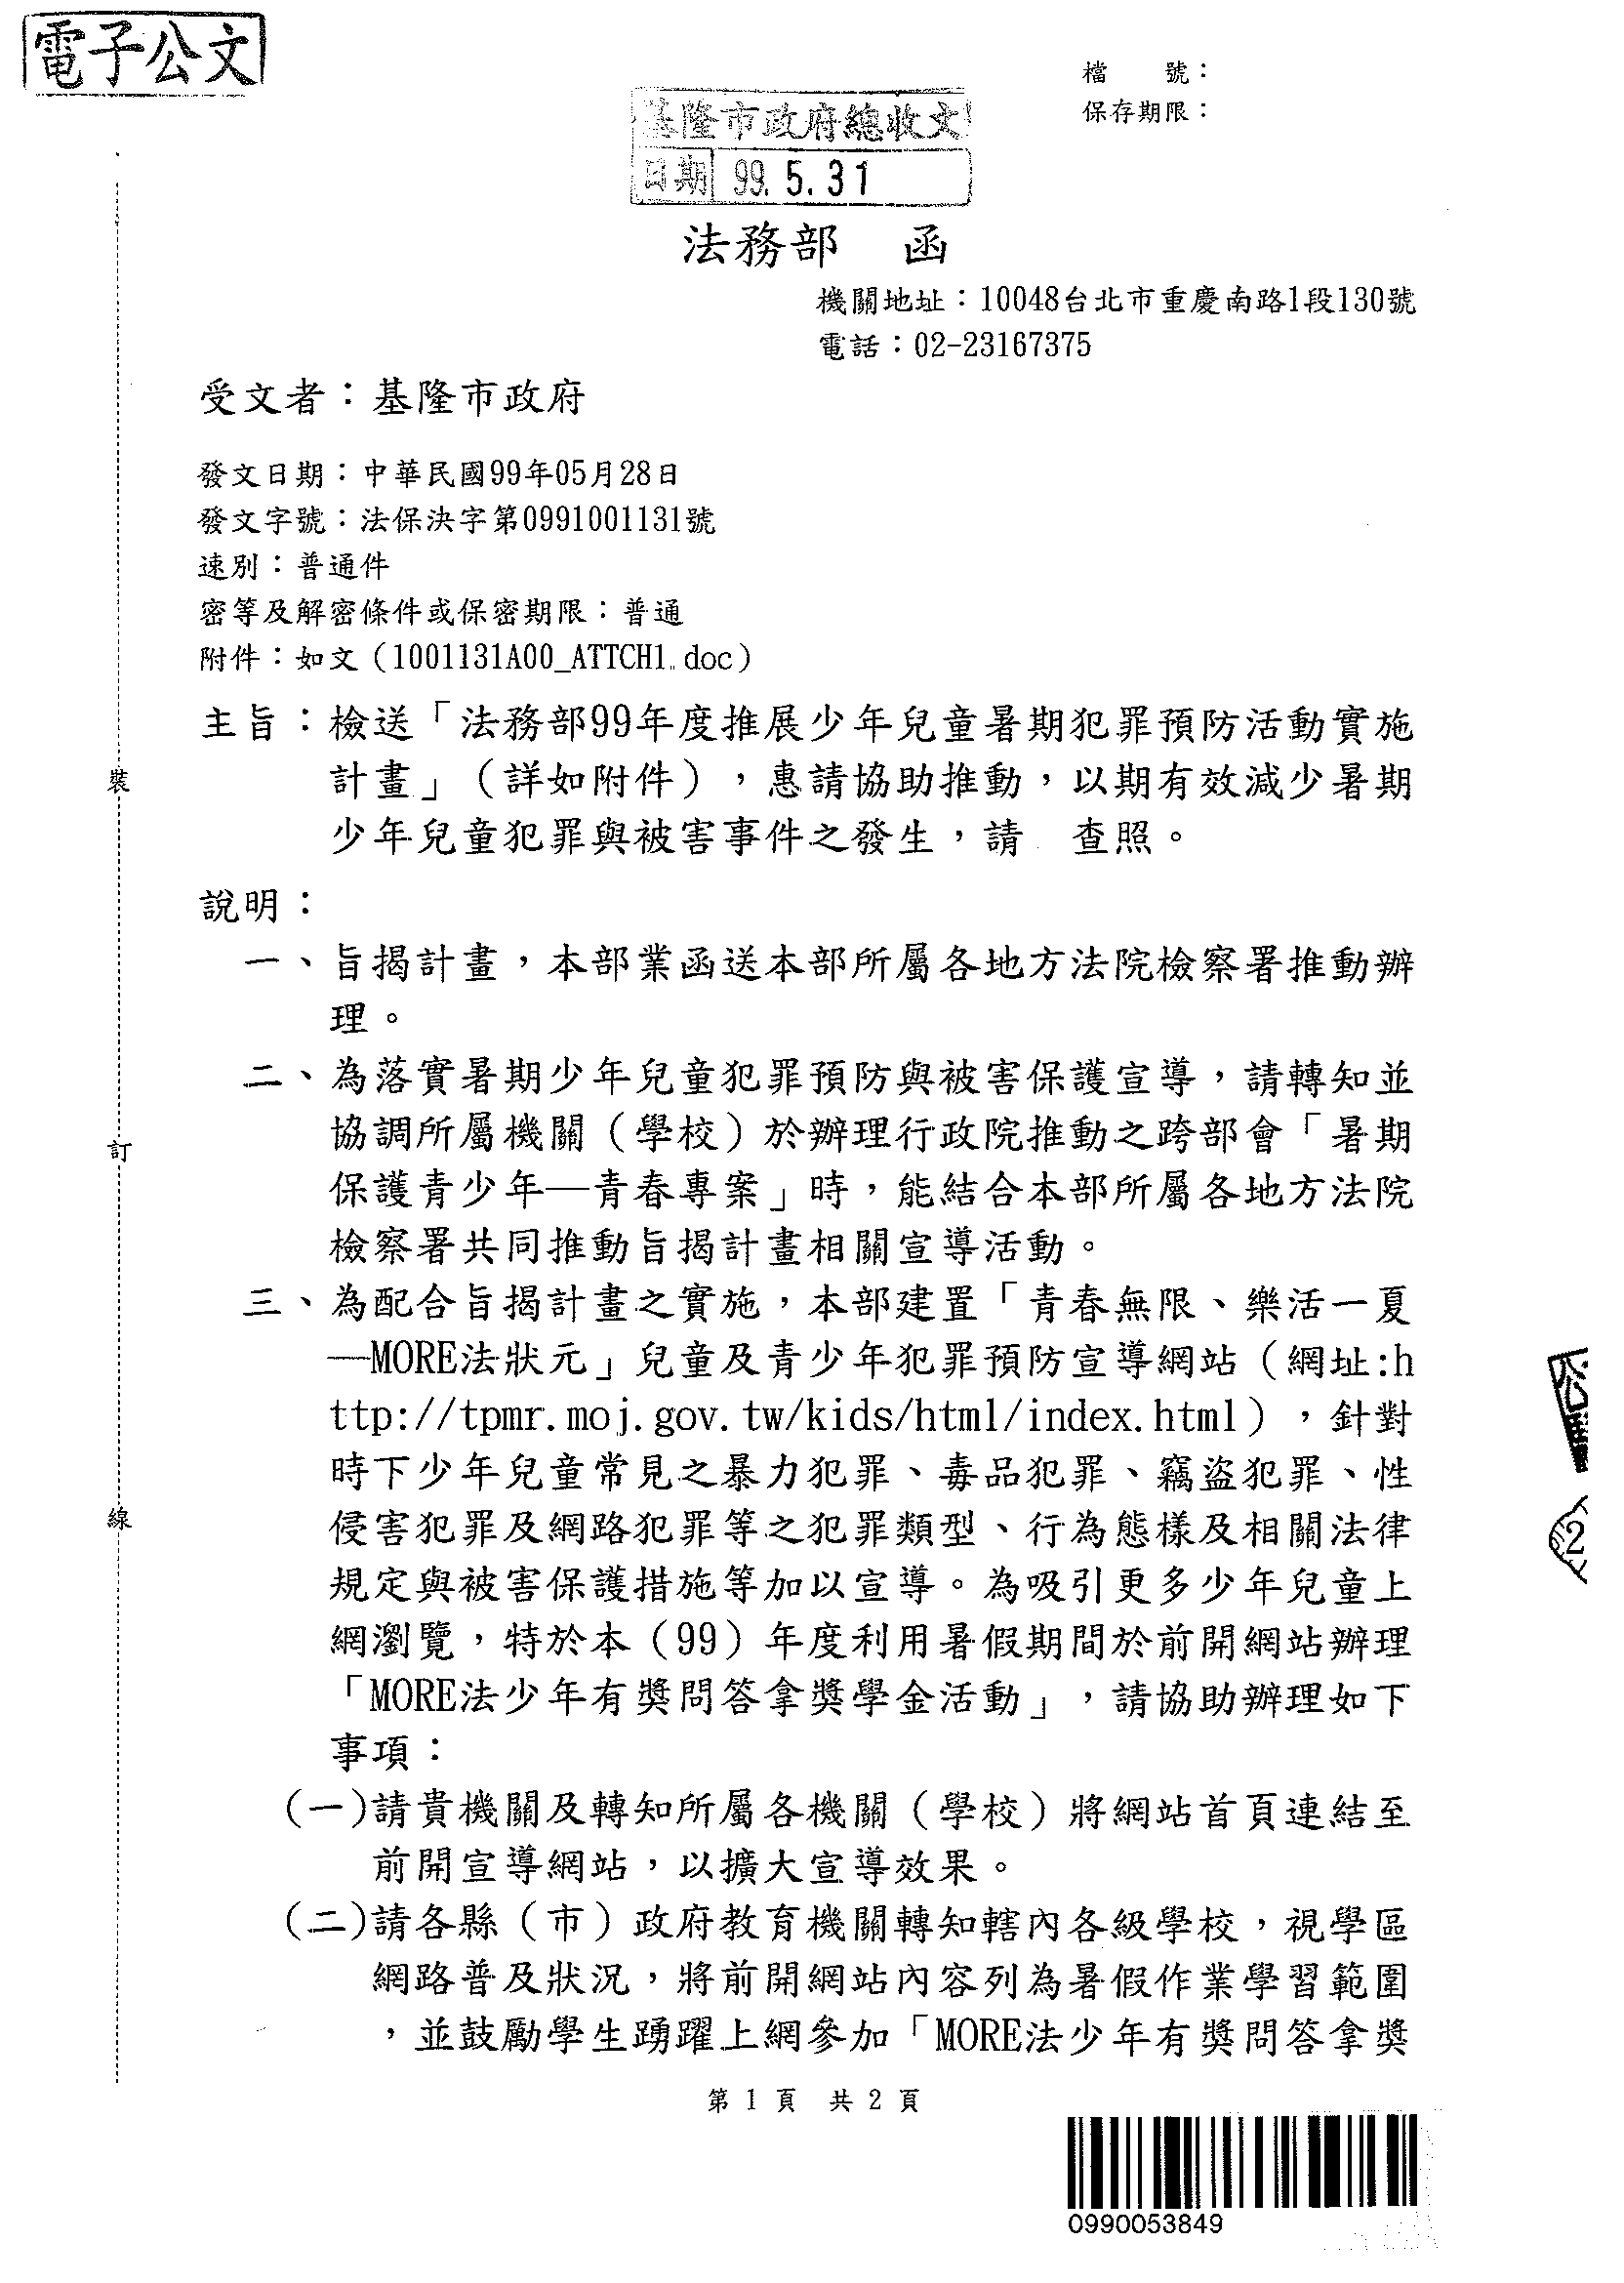 電子公文
檔　　號：
保存期限：
基隆市政府總收文
日期 99. 5. 31
法務部　函
機關地址：10048台北市重慶南路1段130號
電話：02-23167375
受文者：基隆市政府
發文日期：中華民國99年05月28日
發文字號：法保決字第0991001131號
速別：普通件
密等及解密條件或保密期限：普通
附件：如文（1001131A00_ATTCH1.doc）
主旨：檢送「法務部99年度推展少年兒童暑期犯罪預防活動實施
計畫」（詳如附件），惠請協助推動，以期有效減少暑期
少年兒童犯罪與被害事件之發生，請　查照。
說明：
一、旨揭計畫，本部業函送本部所屬各地方法院檢察署推動辦
理。
二、為落實暑期少年兒童犯罪預防與被害保護宣導，請轉知並
協調所屬機關（學校）於辦理行政院推動之跨部會「暑期
保護青少年—青春專案」時，能結合本部所屬各地方法院
檢察署共同推動旨揭計畫相關宣導活動。
三、為配合旨揭計畫之實施，本部建置「青春無限、樂活一夏
—MORE法狀元」兒童及青少年犯罪預防宣導網站（網址:h
ttp://tpmr.moj.gov.tw/kids/html/index.html），針對
時下少年兒童常見之暴力犯罪、毒品犯罪、竊盜犯罪、性
侵害犯罪及網路犯罪等之犯罪類型、行為態樣及相關法律
規定與被害保護措施等加以宣導。為吸引更多少年兒童上
網瀏覽，特於本（99）年度利用暑假期間於前開網站辦理
「MORE法少年有獎問答拿獎學金活動」，請協助辦理如下
事項：
(一)請貴機關及轉知所屬各機關（學校）將網站首頁連結至
前開宣導網站，以擴大宣導效果。
(二)請各縣（市）政府教育機關轉知轄內各級學校，視學區
網路普及狀況，將前開網站內容列為暑假作業學習範圍
，並鼓勵學生踴躍上網參加「MORE法少年有獎問答拿獎
裝
訂
線
2
第 1 頁　共 2 頁
0990053849